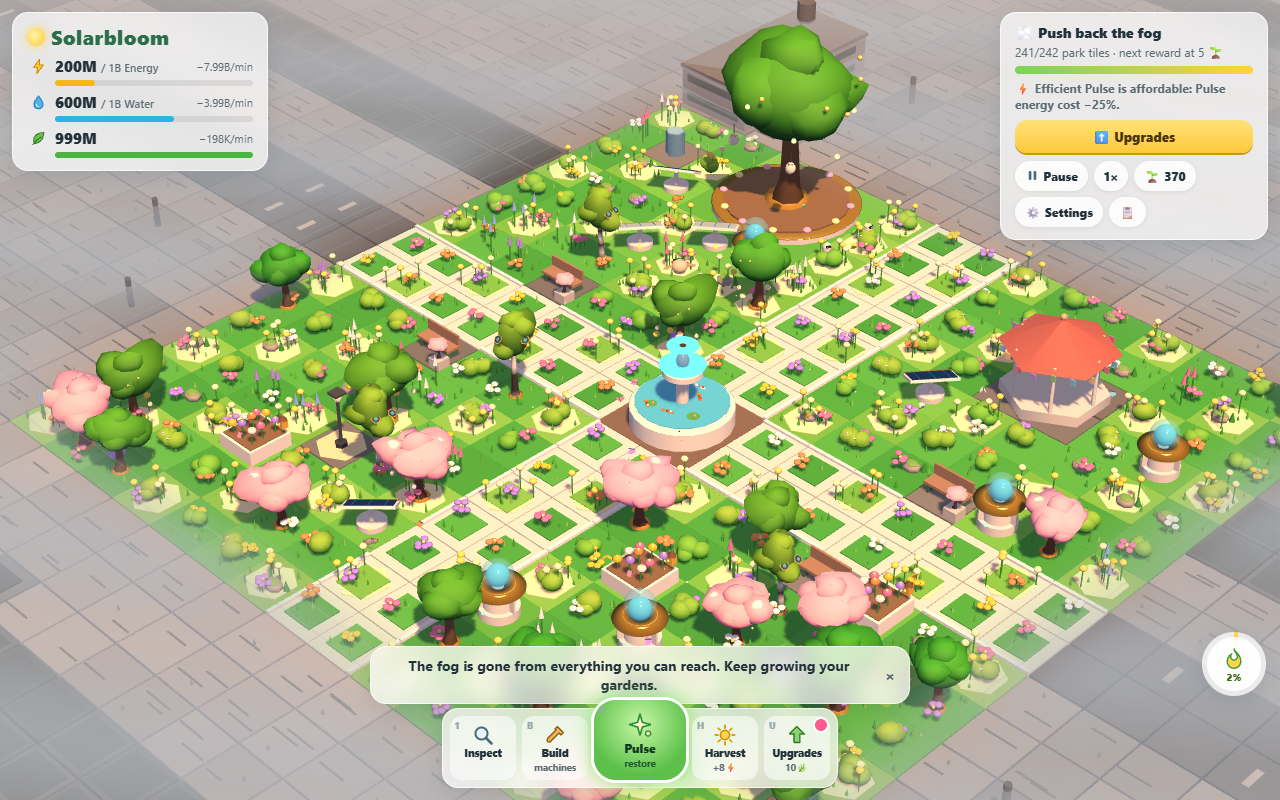 Solarbloom
200M / 1B Energy −7.99B/min
600M / 1B Water −3.99B/min
999M −198K/min
Push back the fog
241/242 park tiles · next reward at 5
Efficient Pulse is affordable: Pulse
energy cost −25%.
Upgrades
Pause
1×
370
Settings
2%
The fog is gone from everything you can reach. Keep growing your
gardens.
×
1
Inspect
B
Build
machines
Pulse
restore
H
Harvest
+8
U
Upgrades
10